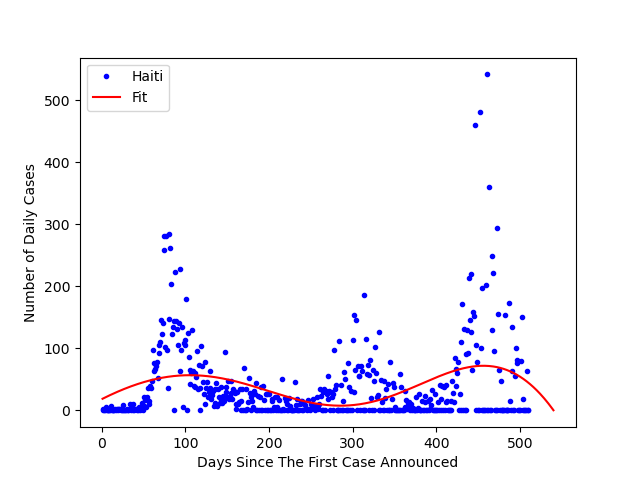 Haiti
Fit
500
400
300
200
100
0
Number of Daily Cases
0 100 200 300 400 500
Days Since The First Case Announced